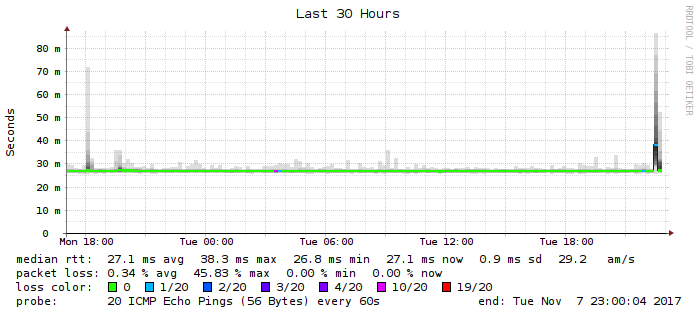 Last 30 Hours
RRDTOOL / TOBI OETIKER
Seconds
80 m
70 m
60 m
50 m
40 m
30 m
20 m
10 m
0
Mon 18:00 Tue 00:00 Tue 06:00 Tue 12:00 Tue 18:00
median rtt: 27.1 ms avg 38.3 ms max 26.8 ms min 27.1 ms now 0.9 ms sd 29.2 am/s
packet loss: 0.34 % avg 45.83 % max 0.00 % min 0.00 % now
loss color: 0 1/20 2/20 3/20 4/20 10/20 19/20
probe: 20 ICMP Echo Pings (56 Bytes) every 60s end: Tue Nov 7 23:00:04 2017